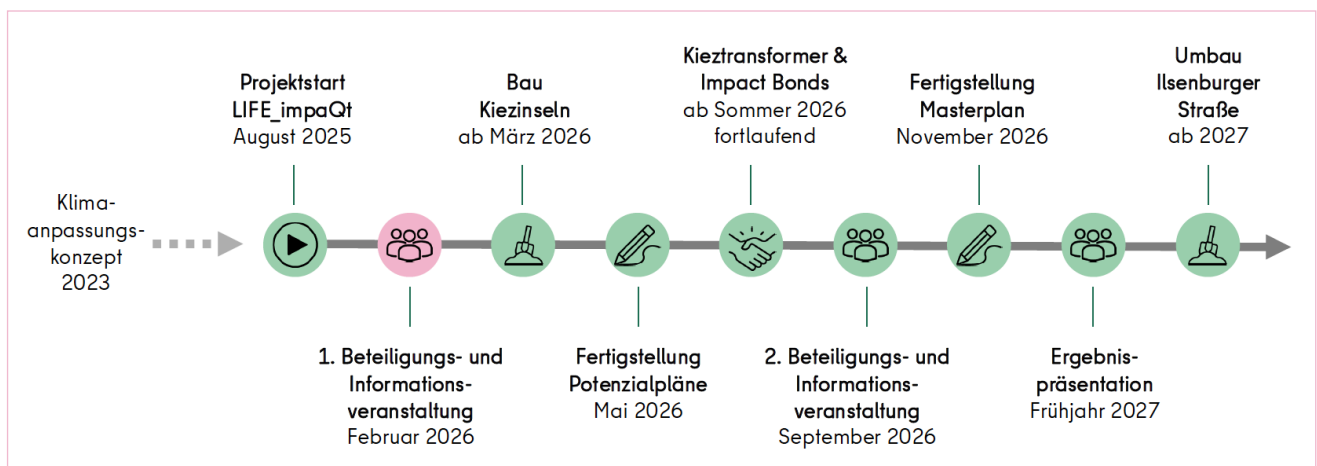 Klima-
anpassungs-
konzept
2023
Projektstart
LIFE_impaQt
August 2025
1. Beteiligungs- und
Informations-
veranstaltung
Februar 2026
Bau
Kiezinseln
ab März 2026
Fertigstellung
Potenzialpläne
Mai 2026
Kieztransformer &
Impact Bonds
ab Sommer 2026
fortlaufend
2. Beteiligungs- und
Informations-
veranstaltung
September 2026
Fertigstellung
Masterplan
November 2026
Ergebnis-
präsentation
Frühjahr 2027
Umbau
Ilsenburger
Straße
ab 2027